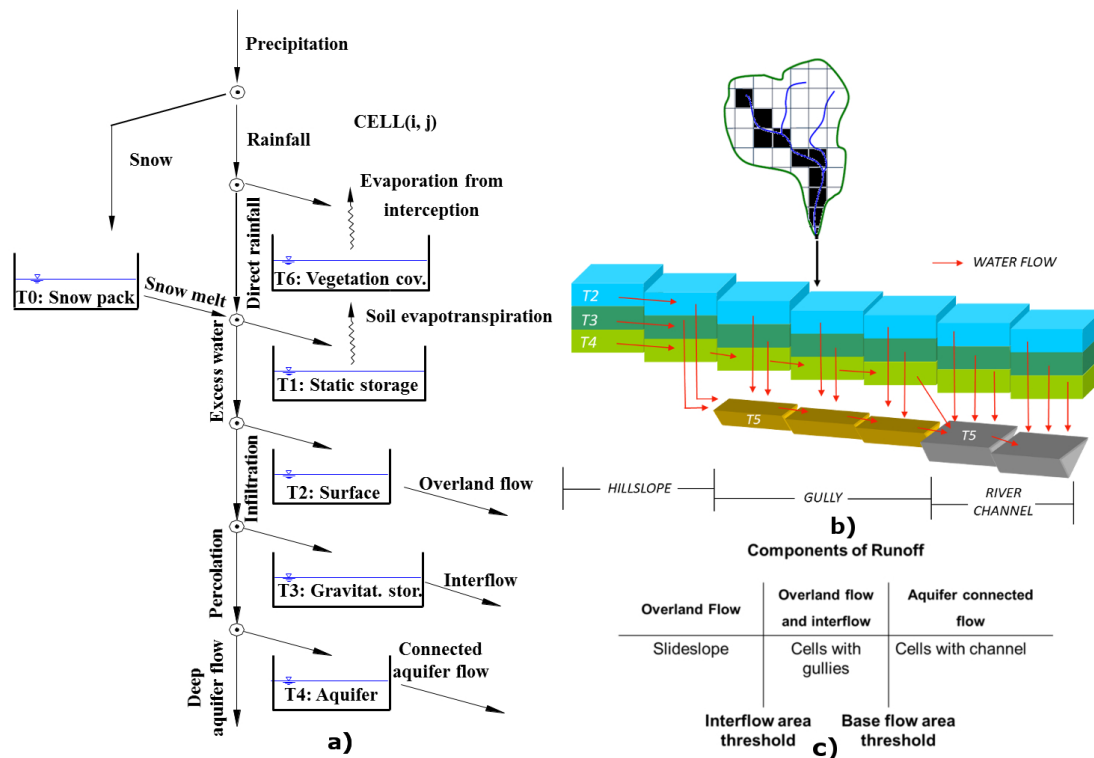 Precipitation
CELL(i, j)
Rainfall
Snow
Evaporation from
interception
Direct rainfall
T6: Vegetation cov.
T0: Snow pack
Snow melt
Soil evapotranspiration
Excess water
T1: Static storage
Infiltration
T2: Surface
Overland flow
Percolation
T3: Gravitat. stor.
Interflow
Deep
aquifer flow
T4: Aquifer
Connected
aquifer flow
a)
WATER FLOW
T2
T3
T4
T5
T5
HILLSLOPE
GULLY
RIVER
CHANNEL
b)
Components of Runoff
Overland Flow
Overland flow
and interflow
Aquifer connected
flow
Slideslope
Cells with
gullies
Cells with channel
Interflow area
threshold
Base flow area
threshold
c)